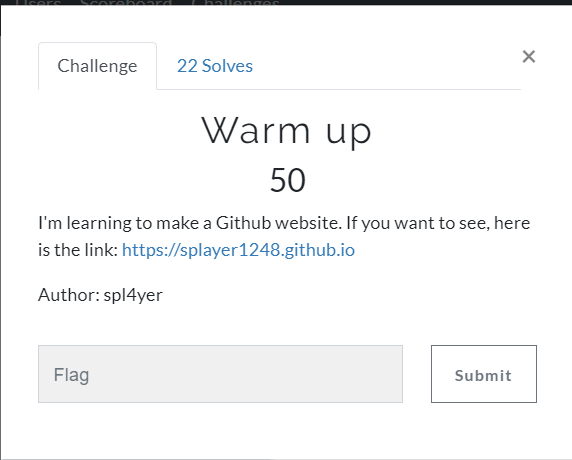 Users Scoreboard Challenges
Challenge
22 Solves
×
Warm up
50
I'm learning to make a Github website. If you want to see, here
is the link: https://splayer1248.github.io
Author: spl4yer
Flag
Submit